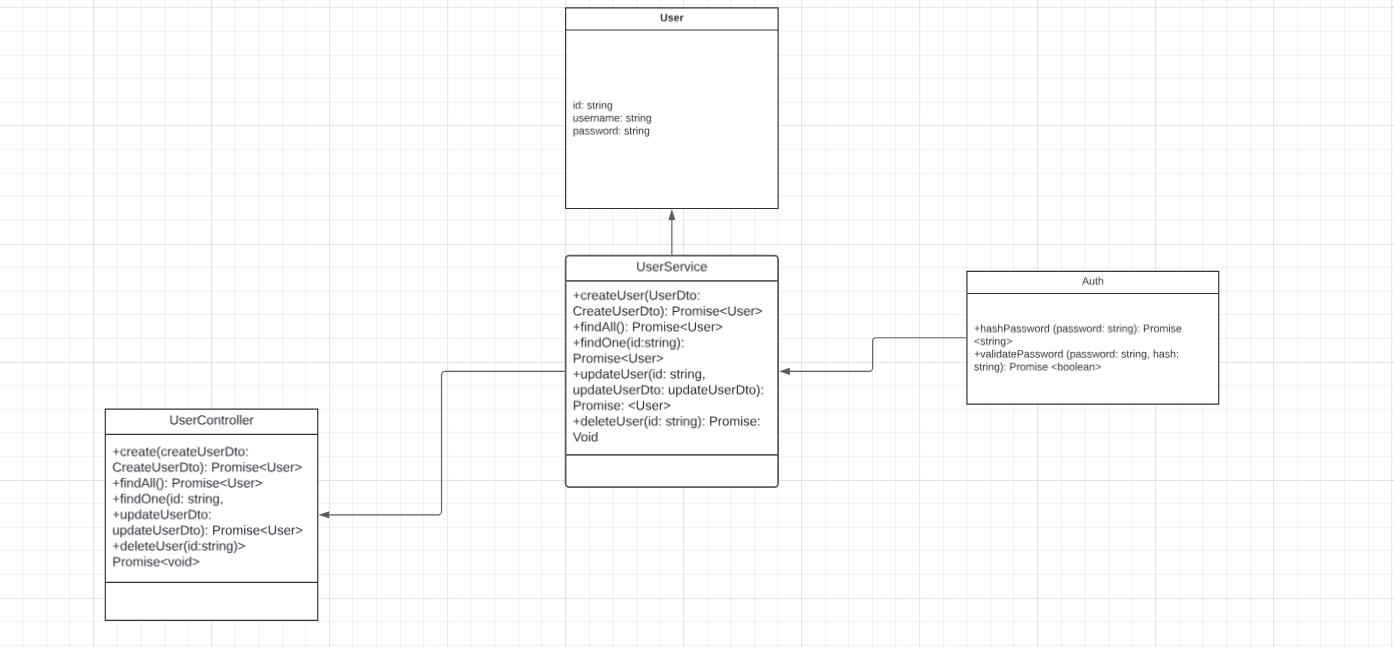 User
id: string
username: string
password: string
UserService
+createUser(UserDto:
CreateUserDto): Promise<User>
+findAll(): Promise<User>
+findOne(id:string):
Promise<User>
+updateUser(id: string,
updateUserDto: updateUserDto):
Promise: <User>
+deleteUser(id: string): Promise:
Void
Auth
+hashPassword (password: string): Promise
<string>
+validatePassword (password: string, hash:
string): Promise <boolean>
UserController
+create(createUserDto:
CreateUserDto): Promise<User>
+findAll(): Promise<User>
+findOne(id: string,
+updateUserDto:
updateUserDto): Promise<User>
+deleteUser(id:string)>
Promise<void>